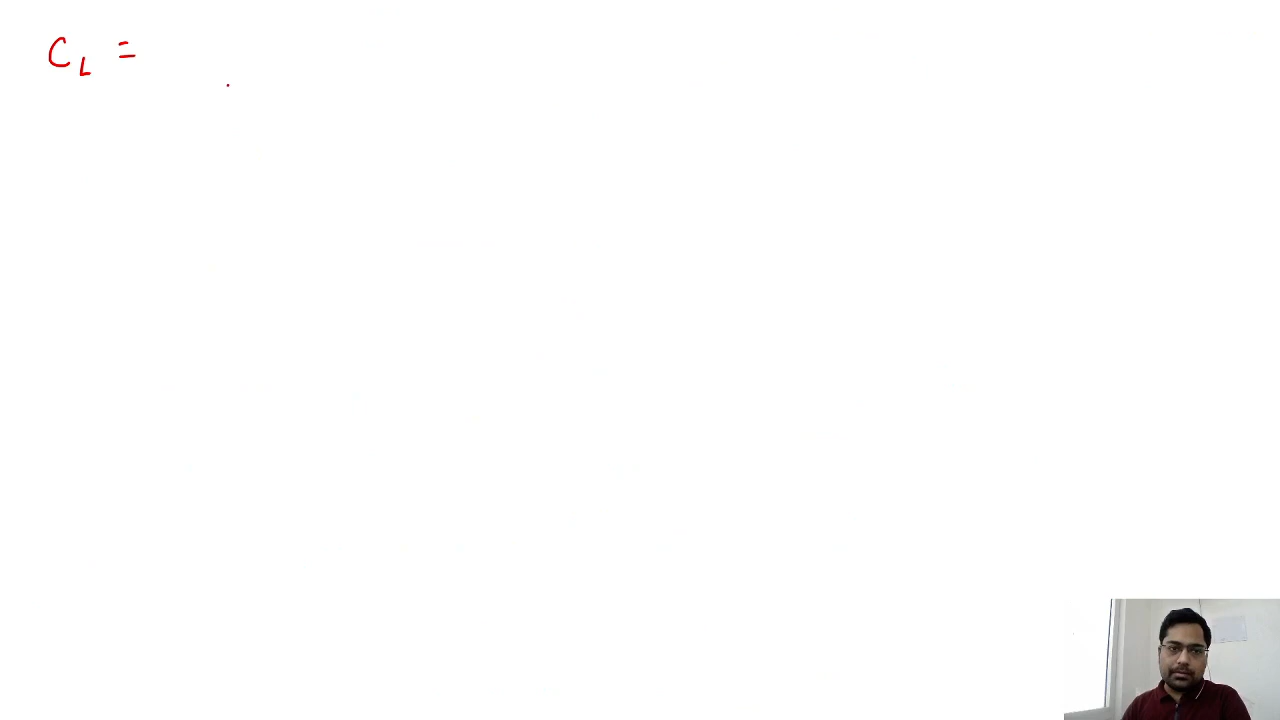 C_L =